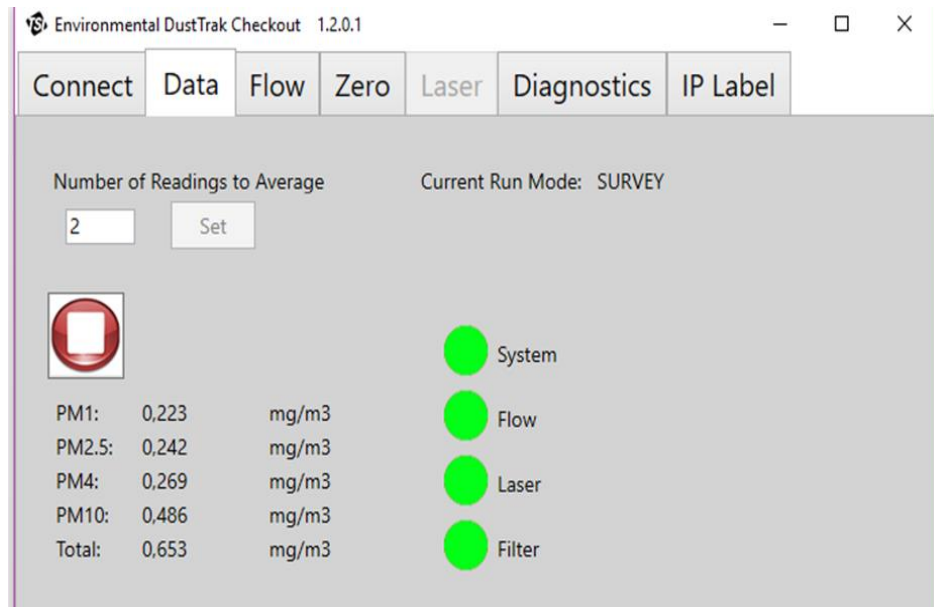 TSI Environmental DustTrak Checkout 1.2.0.1
Connect Data Flow Zero Laser Diagnostics IP Label
Number of Readings to Average Current Run Mode: SURVEY
2 Set
System
PM1: 0,223 mg/m3 Flow
PM2.5: 0,242 mg/m3
PM4: 0,269 mg/m3 Laser
PM10: 0,486 mg/m3
Total: 0,653 mg/m3 Filter